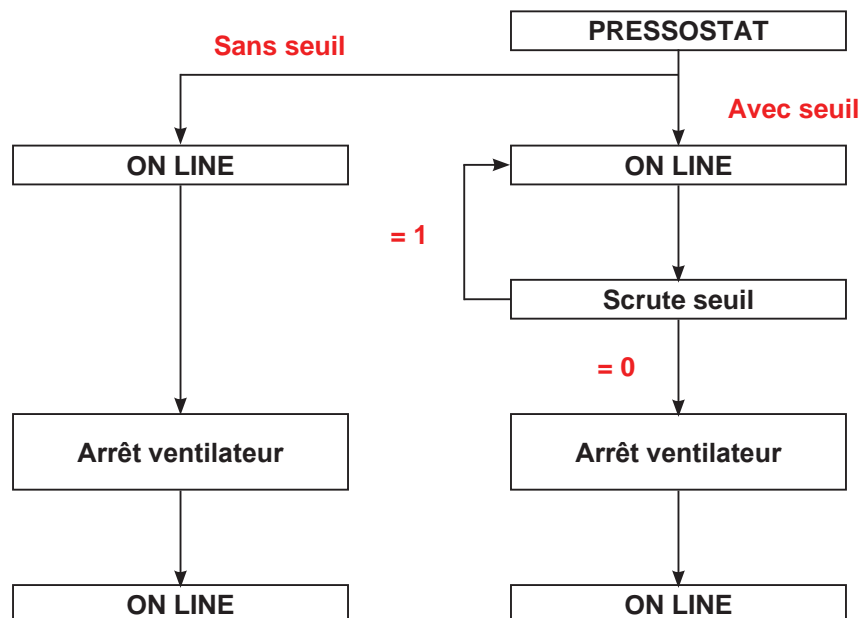 PRESSOSTAT
Sans seuil
Avec seuil
ON LINE
ON LINE
= 1
Scrute seuil
= 0
Arrêt ventilateur
Arrêt ventilateur
ON LINE
ON LINE